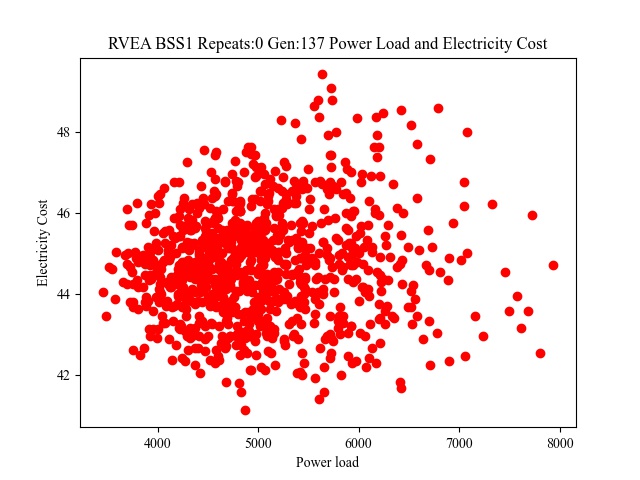 RVEA BSS1 Repeats:0 Gen:137 Power Load and Electricity Cost
48
46
44
42
Electricity Cost
4000 5000 6000 7000 8000
Power load